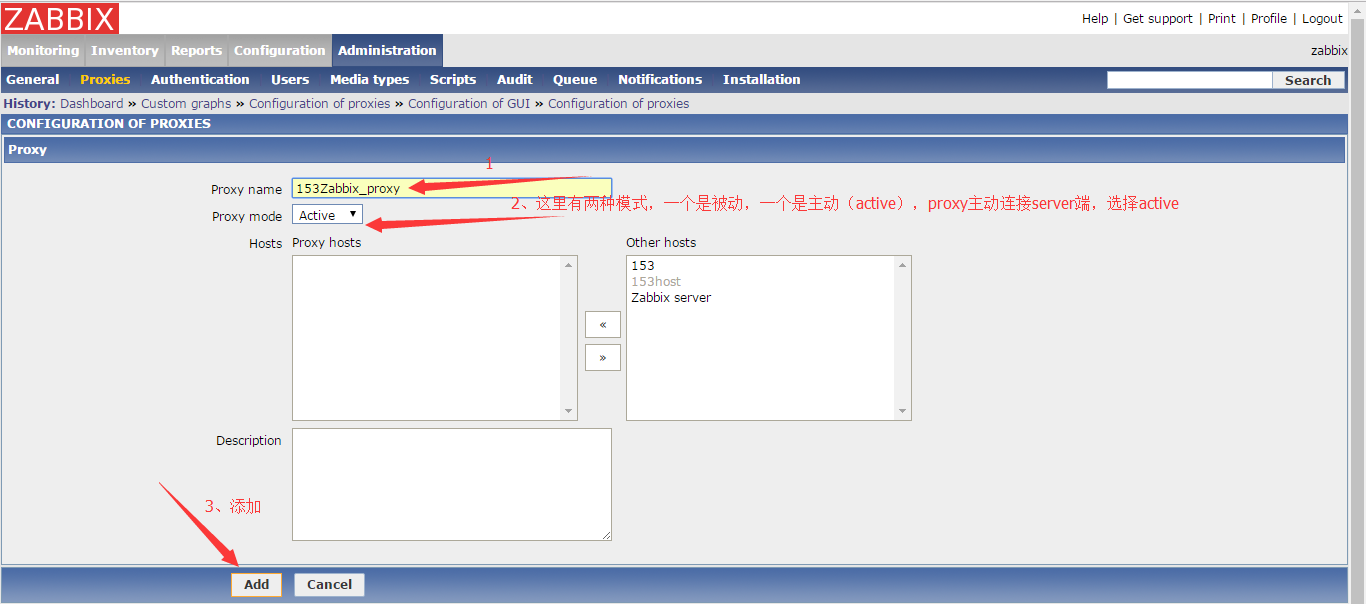 ZABBIX
Help | Get support | Print | Profile | Logout
Monitoring Inventory Reports Configuration Administration
zabbix
General Proxies Authentication Users Media types Scripts Audit Queue Notifications Installation
Search
History: Dashboard » Custom graphs » Configuration of proxies » Configuration of GUI » Configuration of proxies
CONFIGURATION OF PROXIES
Proxy
1
Proxy name 153Zabbix_proxy
2、这里有两种模式，一个是被动，一个是主动（active），proxy主动连接server端，选择active
Proxy mode Active
Hosts Proxy hosts Other hosts
153
153host
Zabbix server
«
»
Description
3、添加
Add Cancel